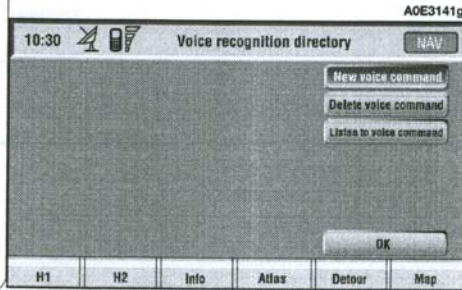 A0E3141g
10:30 Voice recognition directory NAV
New voice command
Delete voice command
Listen to voice command
OK
H1 H2 Info Atlas Detour Map